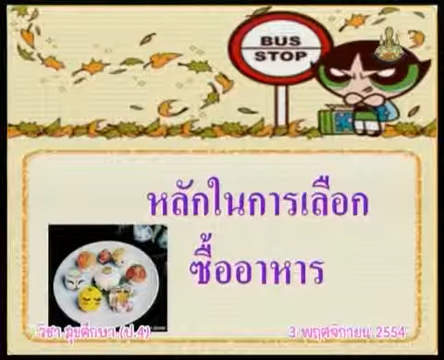 BUS
STOP
หลักในการเลือก
ซื้ออาหาร
วิชา สุขศึกษา (ป.4)
3 พฤศจิกายน 2554